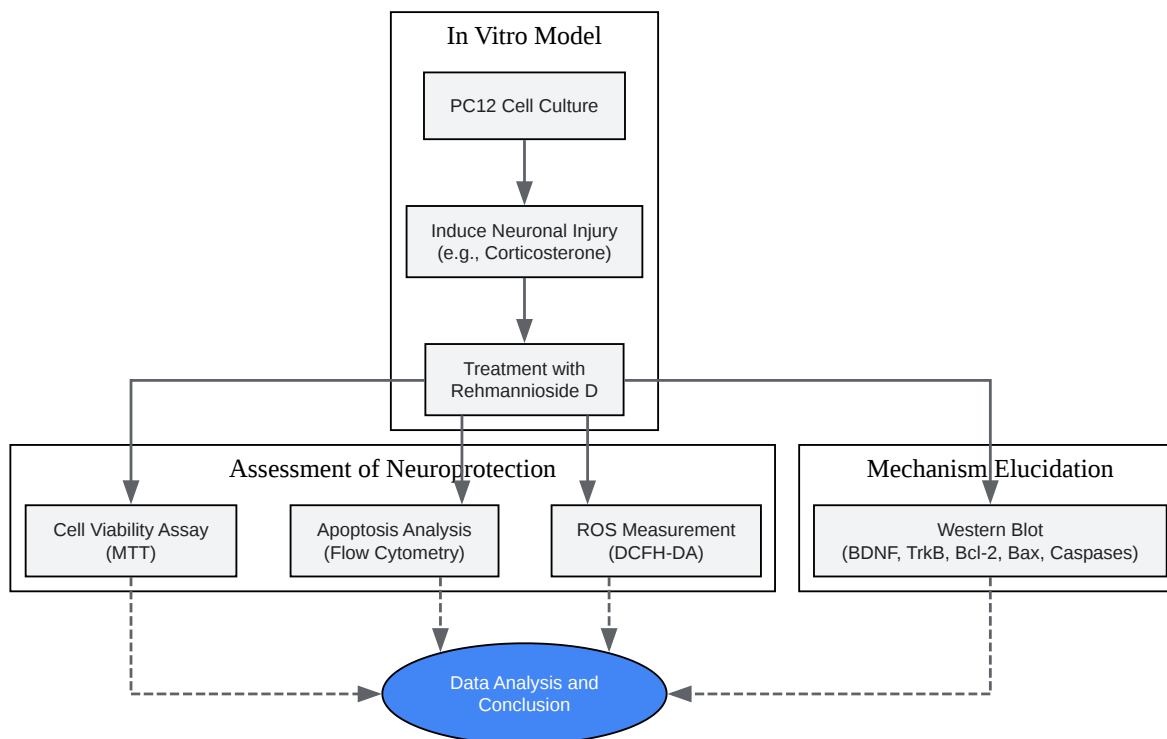 In Vitro Model
PC12 Cell Culture
Induce Neuronal Injury
(e.g., Corticosterone)
Treatment with
Rehmannioside D
Assessment of Neuroprotection
Mechanism Elucidation
Cell Viability Assay
(MTT)
Apoptosis Analysis
(Flow Cytometry)
ROS Measurement
(DCFH-DA)
Western Blot
(BDNF, TrkB, Bcl-2, Bax, Caspases)
Data Analysis and
Conclusion